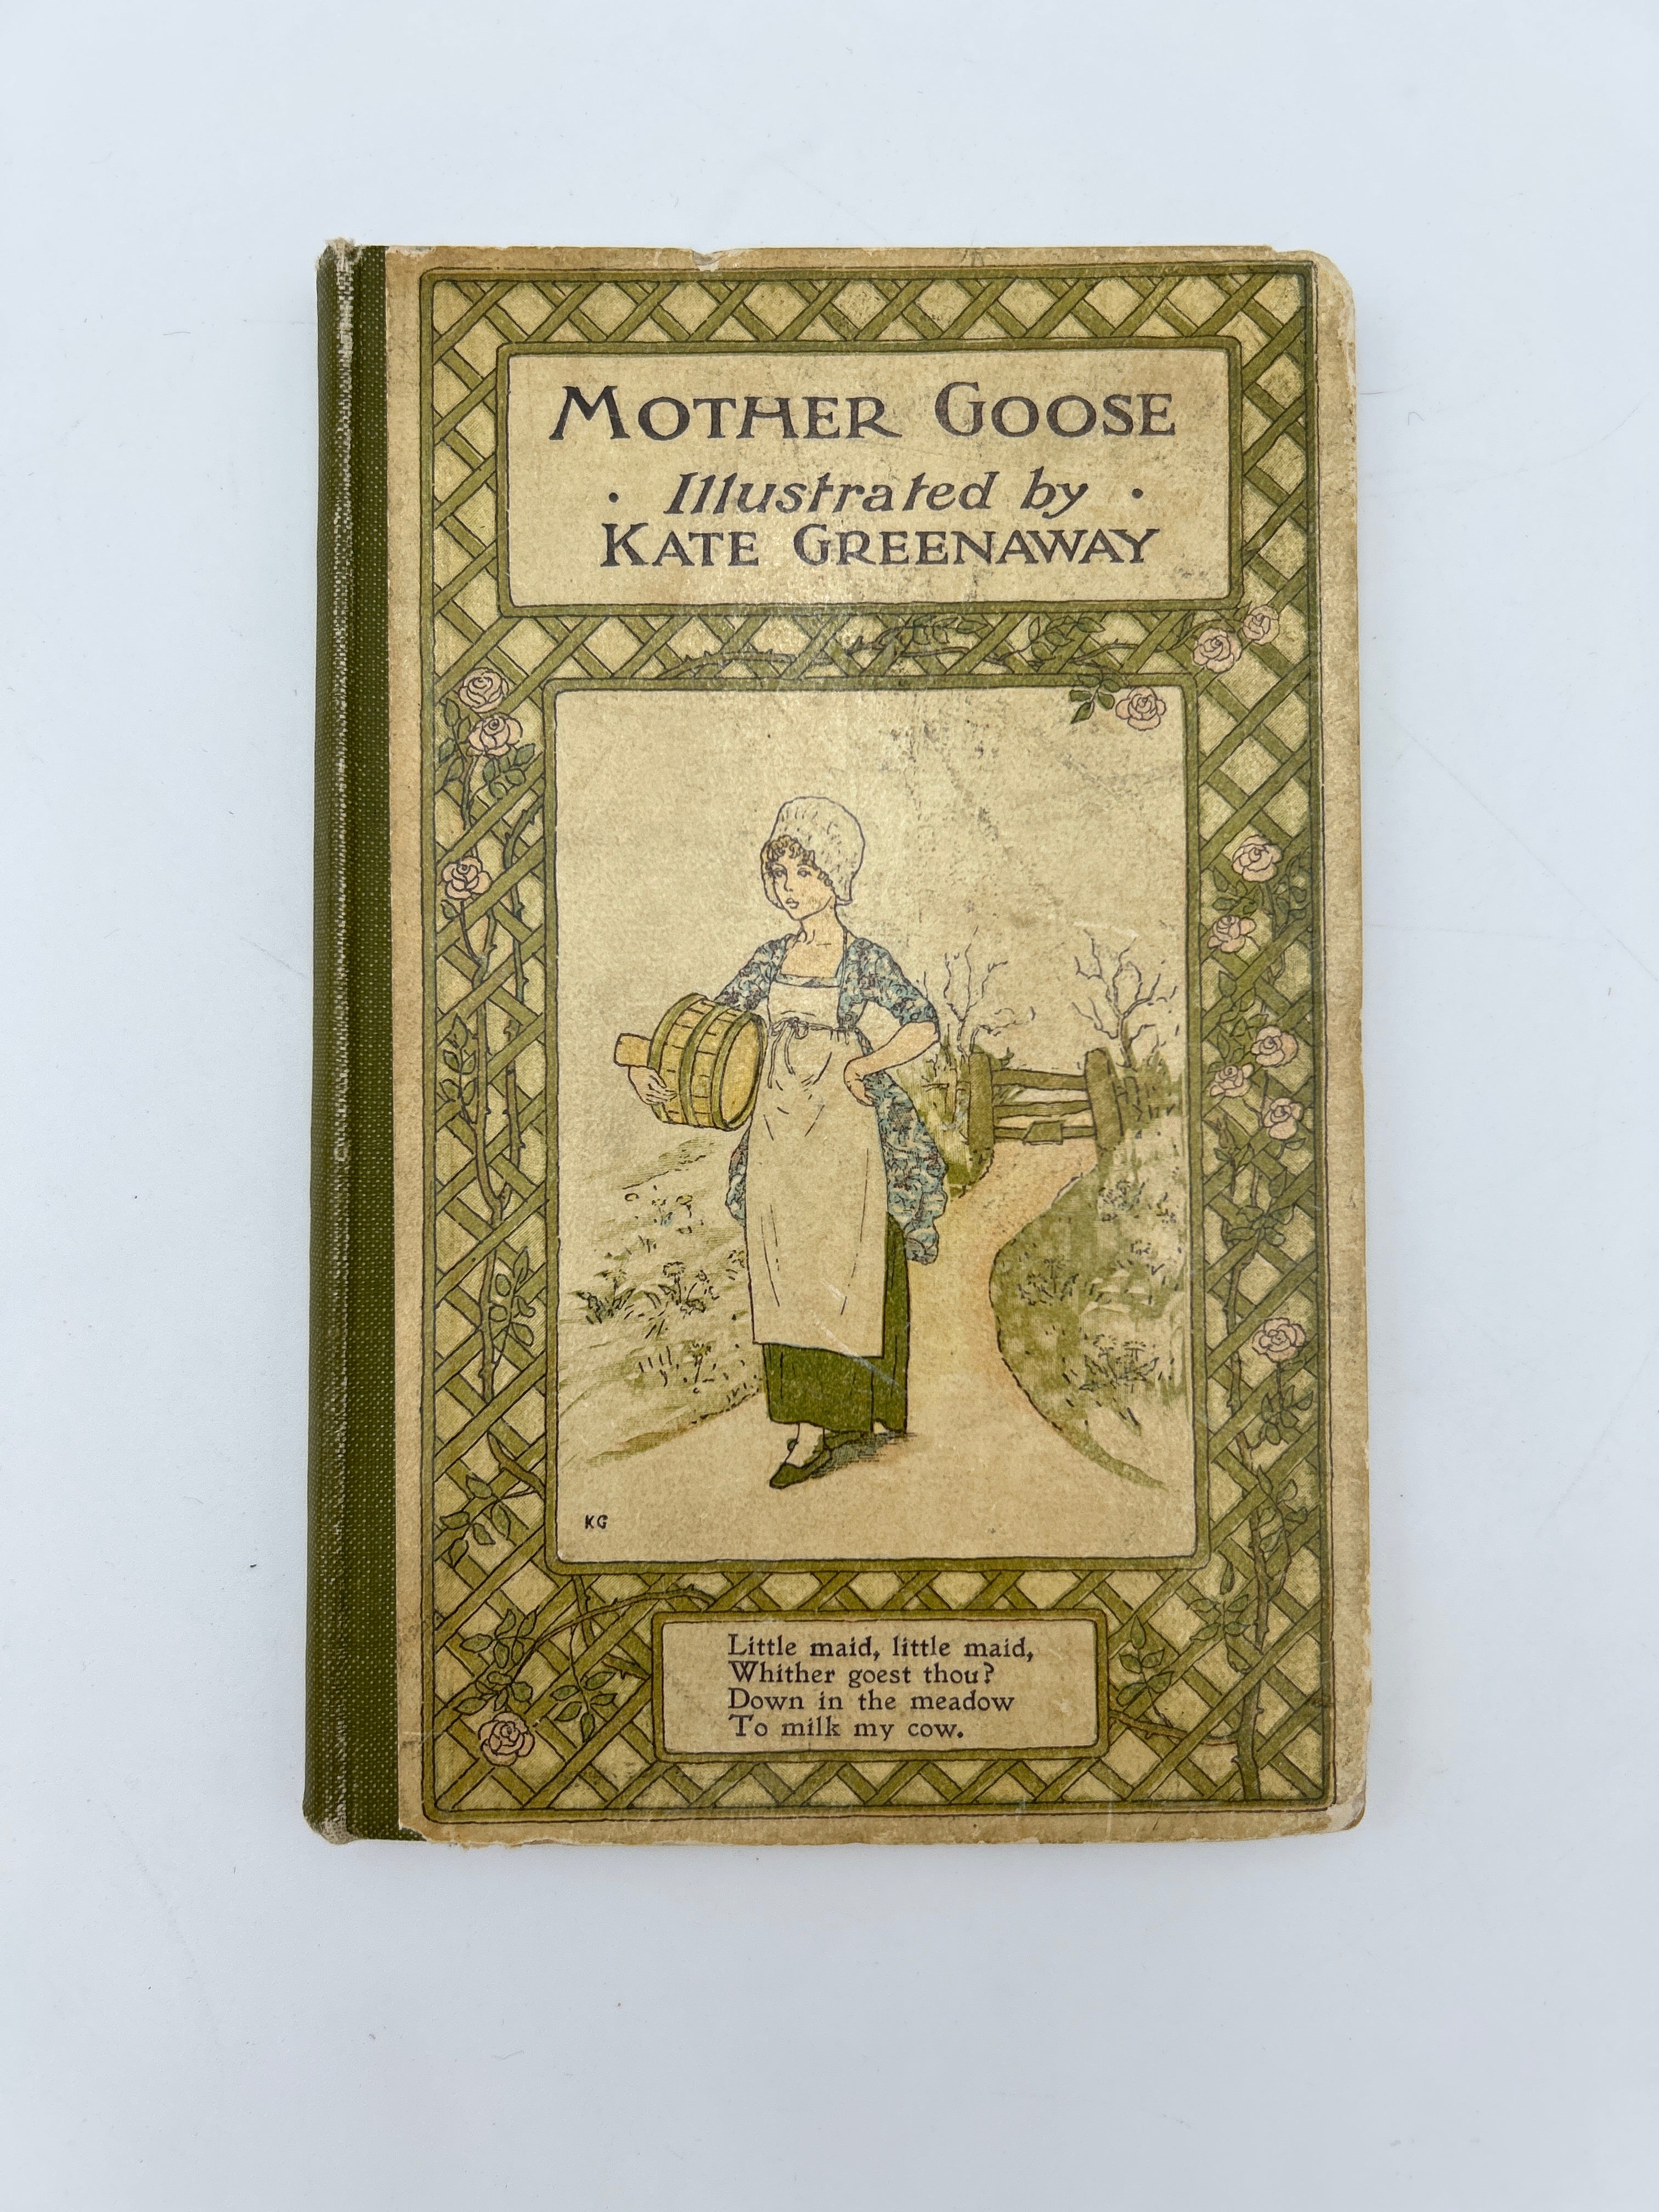 MOTHER GOOSE
· Illustrated by ·
KATE GREENAWAY
KG
Little maid, little maid,
Whither goest thou?
Down in the meadow
To milk my cow.